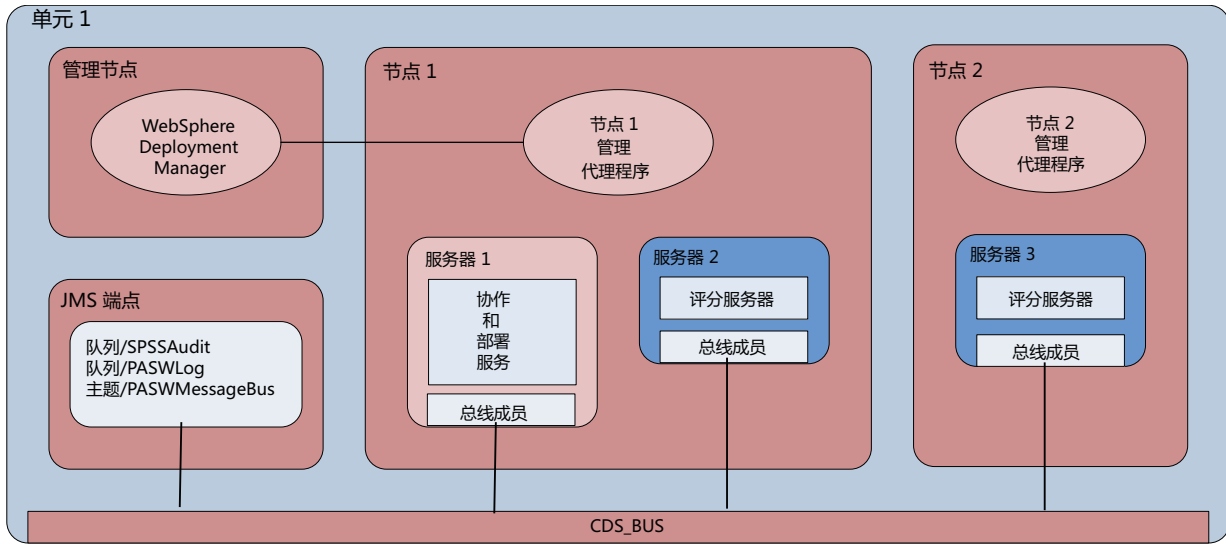 单元 1
管理节点
WebSphere
Deployment
Manager
节点 1
节点 1
管理
代理程序
节点 2
节点 2
管理
代理程序
JMS 端点
队列/SPSSAudit
队列/PASWLog
主题/PASWMessageBus
服务器 1
协作
和
部署
服务
总线成员
服务器 2
评分服务器
总线成员
服务器 3
评分服务器
总线成员
CDS_BUS